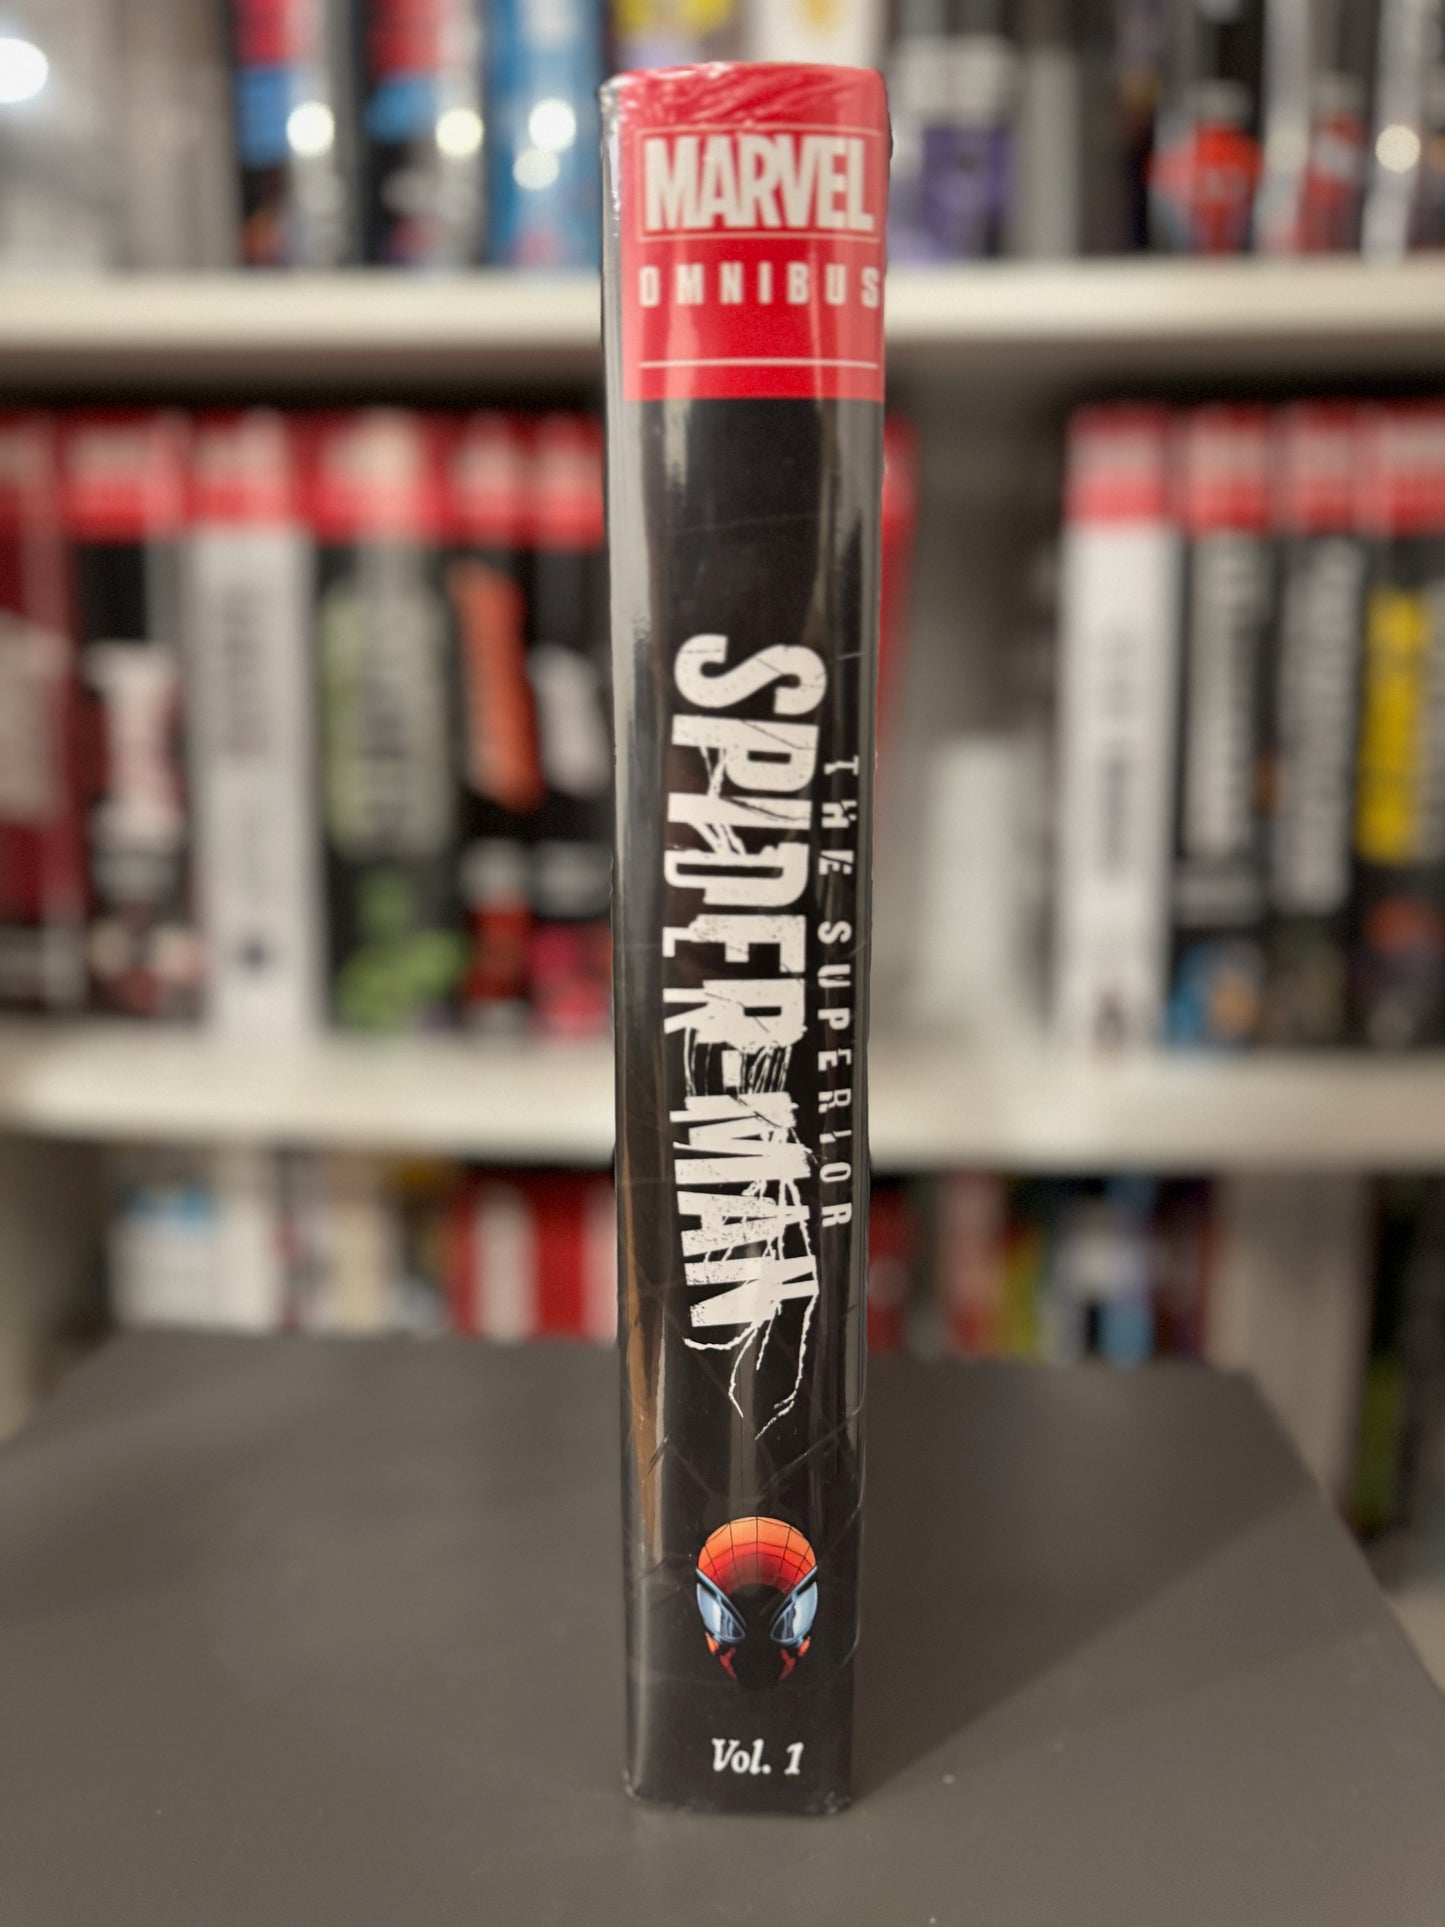 MARVEL
OMNIBUS
THE SUPERIOR
SPIDER-MAN
Vol. 1